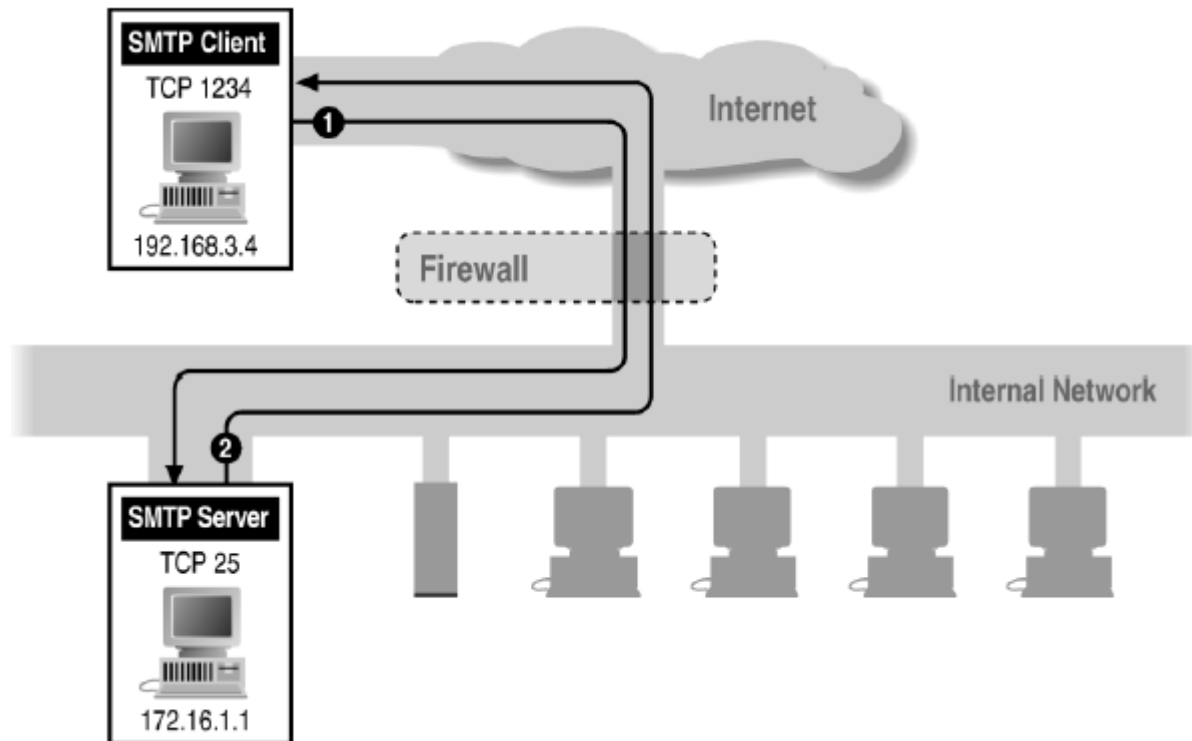 SMTP Client
TCP 1234
192.168.3.4
1
Internet
Firewall
Internal Network
2
SMTP Server
TCP 25
172.16.1.1